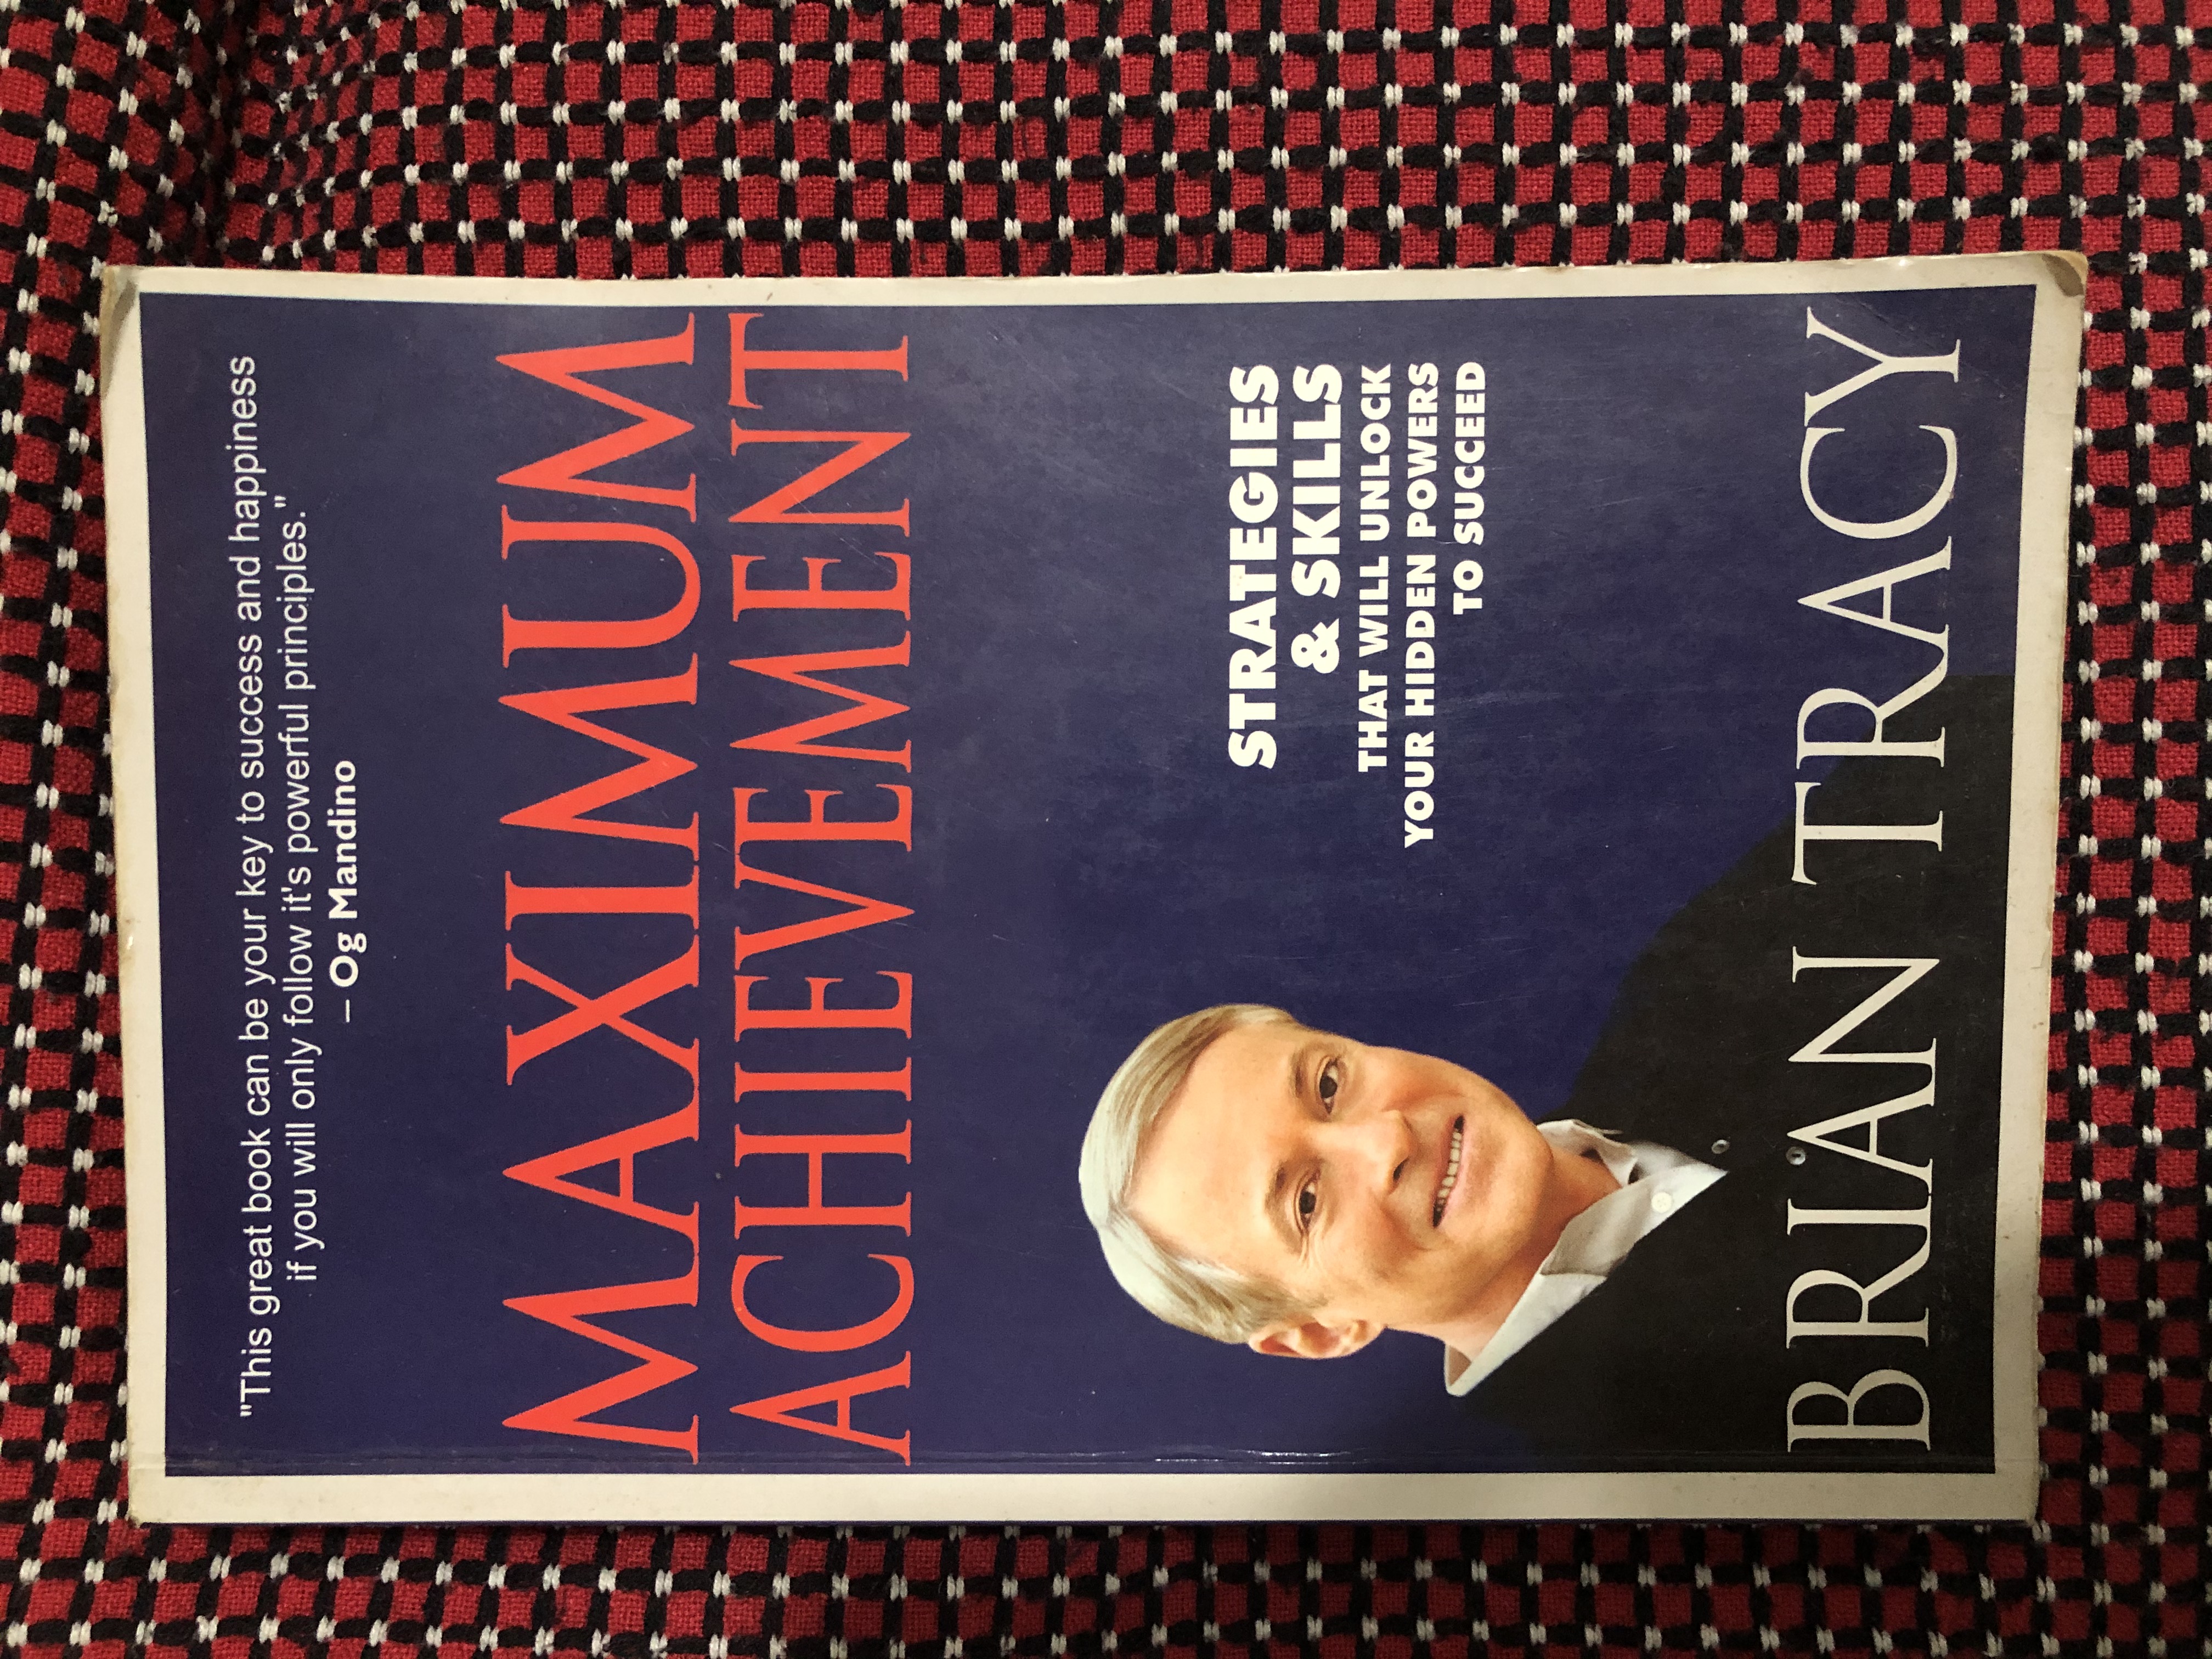 "This great book can be your key to success and happiness
if you will only follow it's powerful principles."
– Og Mandino
MAXIMUM
ACHIEVEMENT
STRATEGIES
& SKILLS
THAT WILL UNLOCK
YOUR HIDDEN POWERS
TO SUCCEED
BRIAN TRACY